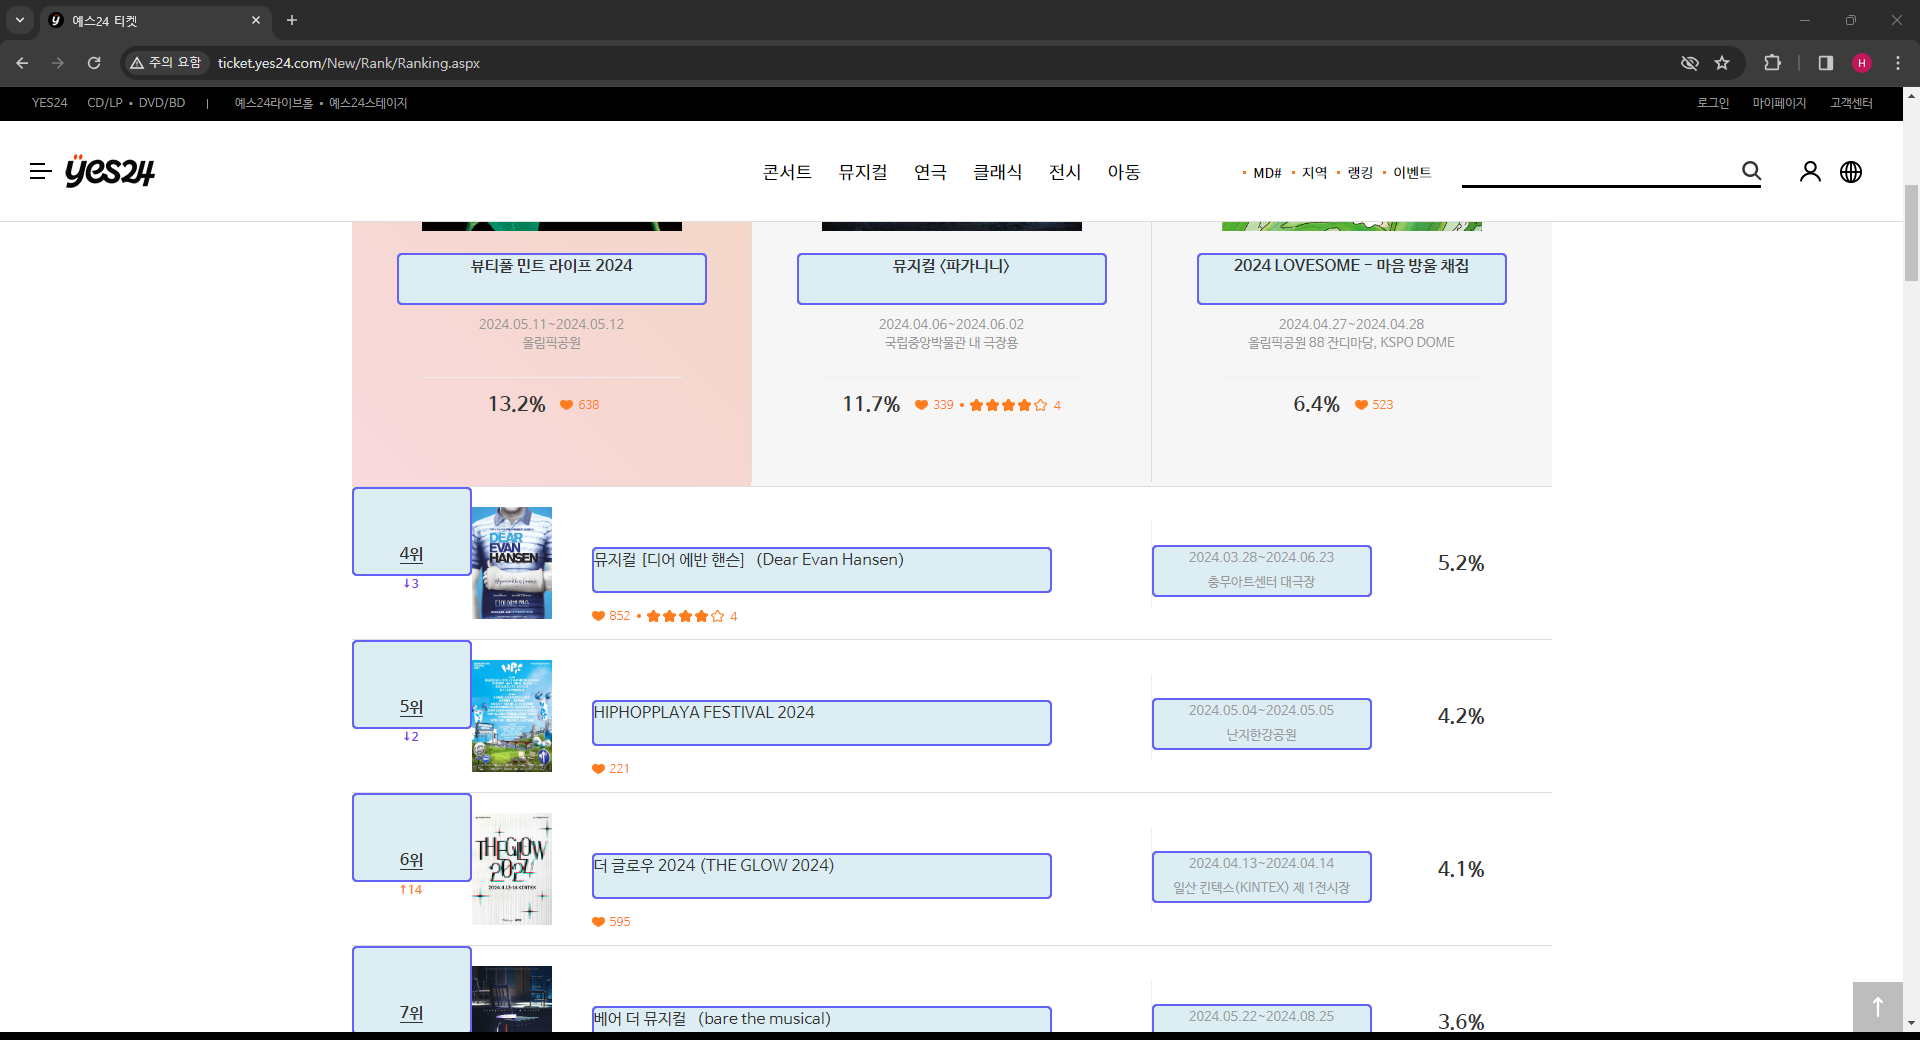 예스24 티켓
주의 요함
ticket.yes24.com/New/Rank/Ranking.aspx
H
YES24 CD/LP • DVD/BD | 예스24라이브홀 • 예스24스테이지
로그인 마이페이지 고객센터
yes24
콘서트 뮤지컬 연극 클래식 전시 아동
• MD# • 지역 • 랭킹 • 이벤트
뷰티풀 민트 라이프 2024
2024.05.11~2024.05.12
올림픽공원
13.2% 638
뮤지컬 〈파가니니〉
2024.04.06~2024.06.02
국립중앙박물관 내 극장용
11.7% 339 • 4
2024 LOVESOME - 마음 방울 채집
2024.04.27~2024.04.28
올림픽공원 88 잔디마당, KSPO DOME
6.4% 523
4위
↓3
DEAR
EVAN
HANSEN
뮤지컬 [디어 에반 핸슨] (Dear Evan Hansen)
852 • 4
2024.03.28~2024.06.23
충무아트센터 대극장
5.2%
5위
↓2
HIPHOPPLAYA FESTIVAL 2024
221
2024.05.04~2024.05.05
난지한강공원
4.2%
6위
↑14
THE GLOW
2024
2024.4.13-14 KINTEX
더 글로우 2024 (THE GLOW 2024)
595
2024.04.13~2024.04.14
일산 킨텍스(KINTEX) 제 1전시장
4.1%
7위
베어 더 뮤지컬 (bare the musical)
2024.05.22~2024.08.25
3.6%